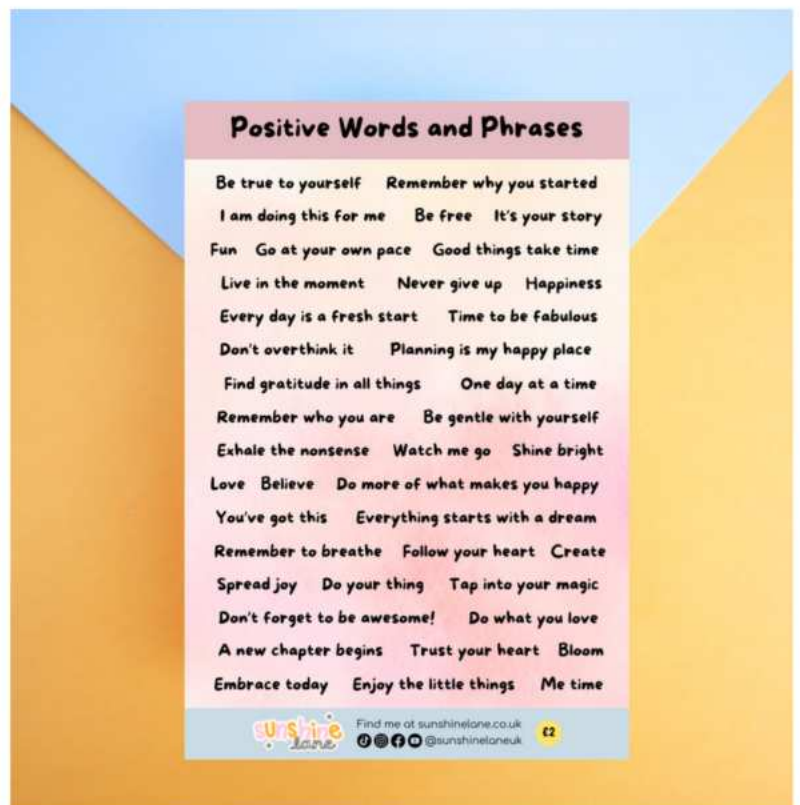 Positive Words and Phrases
Be true to yourself Remember why you started
I am doing this for me Be free It's your story
Fun Go at your own pace Good things take time
Live in the moment Never give up Happiness
Every day is a fresh start Time to be fabulous
Don't overthink it Planning is my happy place
Find gratitude in all things One day at a time
Remember who you are Be gentle with yourself
Exhale the nonsense Watch me go Shine bright
Love Believe Do more of what makes you happy
You've got this Everything starts with a dream
Remember to breathe Follow your heart Create
Spread joy Do your thing Tap into your magic
Don't forget to be awesome! Do what you love
A new chapter begins Trust your heart Bloom
Embrace today Enjoy the little things Me time
sunshine
lane
Find me at sunshinelane.co.uk
@sunshinelaneuk
£2